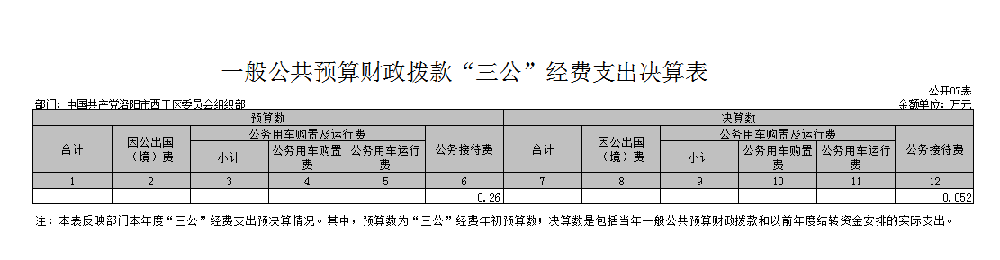 一般公共预算财政拨款“三公”经费支出决算表
公开07表
部门：中国共产党洛阳市西工区委员会组织部 金额单位：万元
预算数 决算数
合计 因公出国（境）费 公务用车购置及运行费 公务接待费 合计 因公出国（境）费 公务用车购置及运行费 公务接待费
小计 公务用车购置费 公务用车运行费 小计 公务用车购置费 公务用车运行费
1 2 3 4 5 6 7 8 9 10 11 12
0.26 0.052
注：本表反映部门本年度“三公”经费支出预决算情况。其中，预算数为“三公”经费年初预算数；决算数是包括当年一般公共预算财政拨款和以前年度结转资金安排的实际支出。